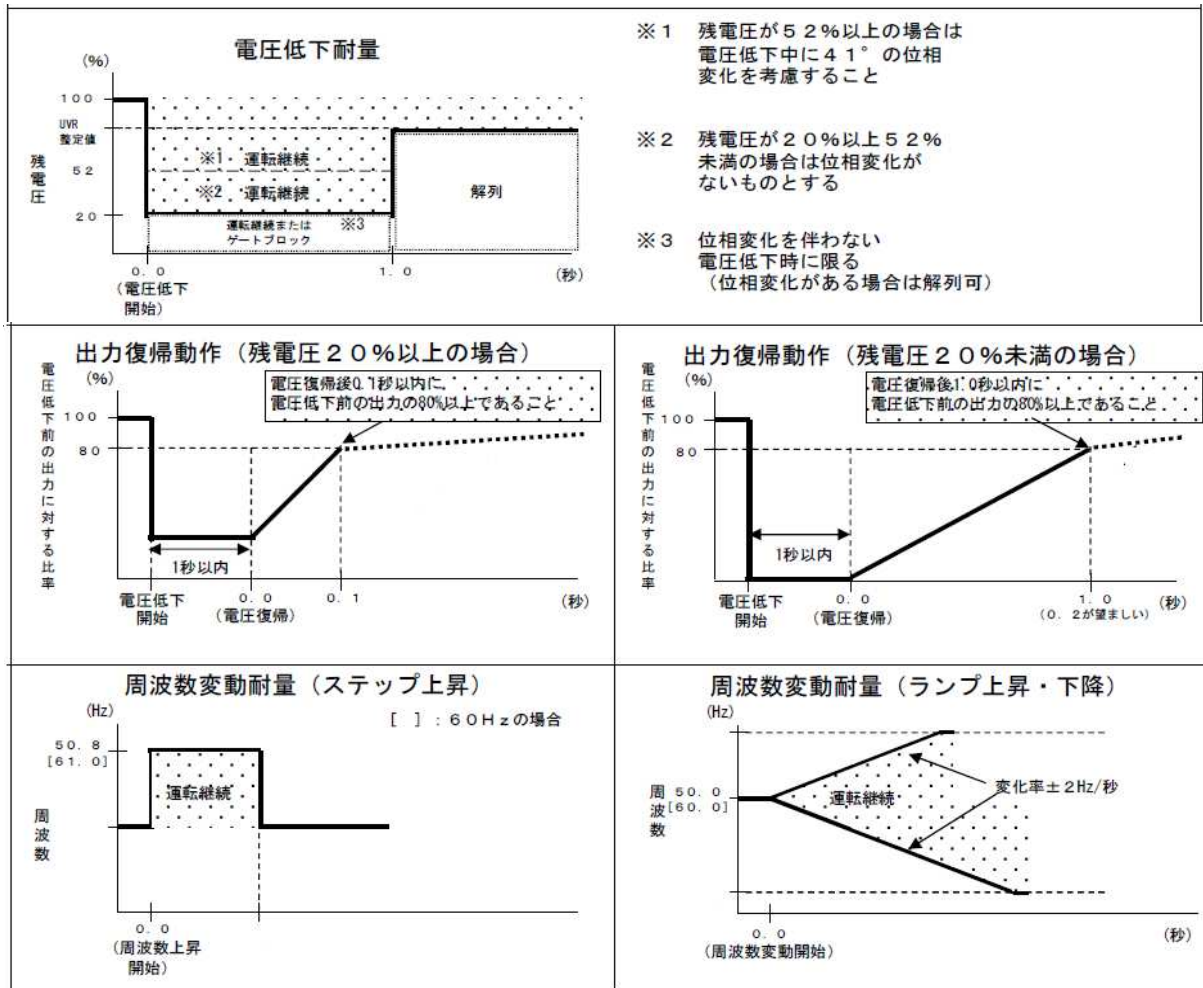 電圧低下耐量
(%)
100
UVR
整定値
残電圧
52
20
※1 運転継続
※2 運転継続
運転継続または ※3
ゲートブロック
解列
0.0
(電圧低下
開始)
1.0
(秒)
※1 残電圧が52%以上の場合は
電圧低下中に41°の位相
変化を考慮すること
※2 残電圧が20%以上52%
未満の場合は位相変化が
ないものとする
※3 位相変化を伴わない
電圧低下時に限る
(位相変化がある場合は解列可)
出力復帰動作(残電圧20%以上の場合)
(%)
電圧低下前の出力に対する比率
電圧復帰後0.1秒以内に
電圧低下前の出力の80%以上であること
100
80
1秒以内
電圧低下
開始
0.0
(電圧復帰)
0.1
(秒)
出力復帰動作(残電圧20%未満の場合)
(%)
電圧低下前の出力に対する比率
電圧復帰後1.0秒以内に
電圧低下前の出力の80%以上であること
100
80
1秒以内
電圧低下
開始
0.0
(電圧復帰)
1.0
(0.2が望ましい)
(秒)
周波数変動耐量(ステップ上昇)
(Hz)
[ ]:60Hzの場合
50.8
[61.0]
運転継続
周波数
0.0
(周波数上昇
開始)
周波数変動耐量(ランプ上昇・下降)
(Hz)
周波数
50.0
[60.0]
運転継続
変化率±2Hz/秒
0.0
(周波数変動開始)
(秒)